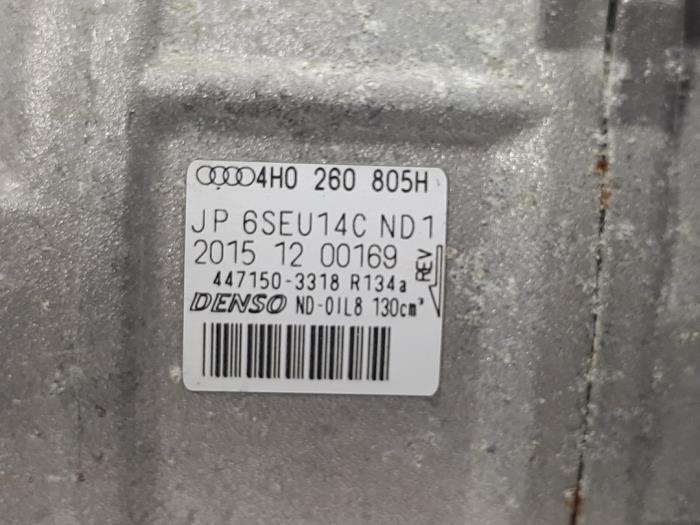 4H0 260 805H
JP 6SEU14C ND1
2015 12 00169
REV
447150-3318 R134a
DENSO ND-OIL8 130cm³